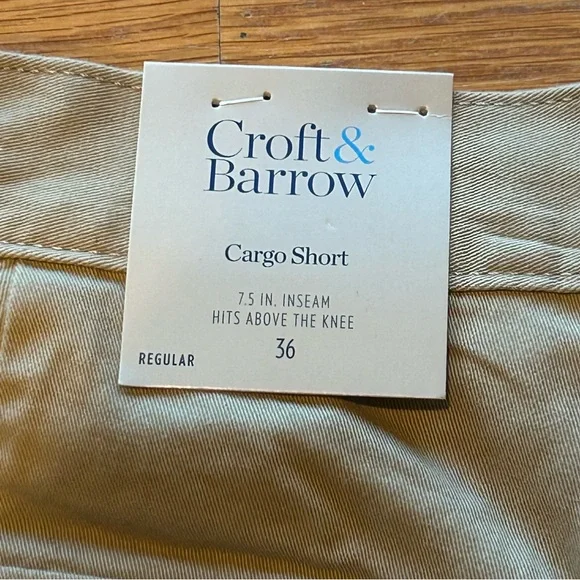 Croft&
Barrow
Cargo Short
7.5 IN. INSEAM
HITS ABOVE THE KNEE
36
REGULAR